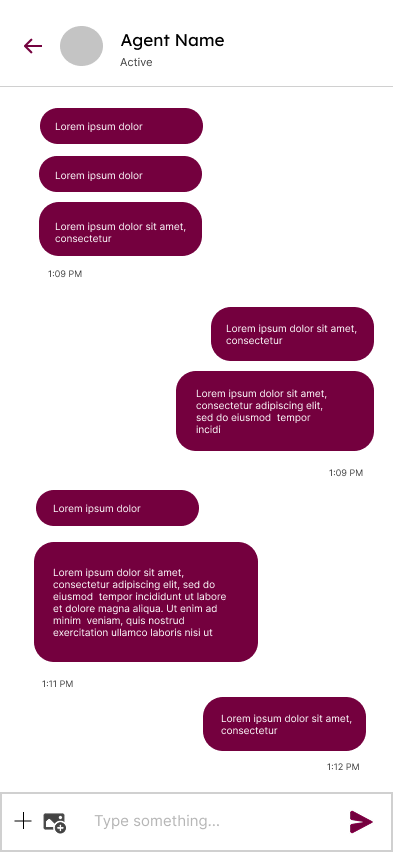 Agent Name
Active
Lorem ipsum dolor
Lorem ipsum dolor
Lorem ipsum dolor sit amet,
consectetur
1:09 PM
Lorem ipsum dolor sit amet,
consectetur
Lorem ipsum dolor sit amet,
consectetur adipiscing elit,
sed do eiusmod  tempor
incidi
1:09 PM
Lorem ipsum dolor
Lorem ipsum dolor sit amet,
consectetur adipiscing elit, sed do
eiusmod  tempor incididunt ut labore
et dolore magna aliqua. Ut enim ad
minim  veniam, quis nostrud
exercitation ullamco laboris nisi ut
1:11 PM
Lorem ipsum dolor sit amet,
consectetur
1:12 PM
Type something...